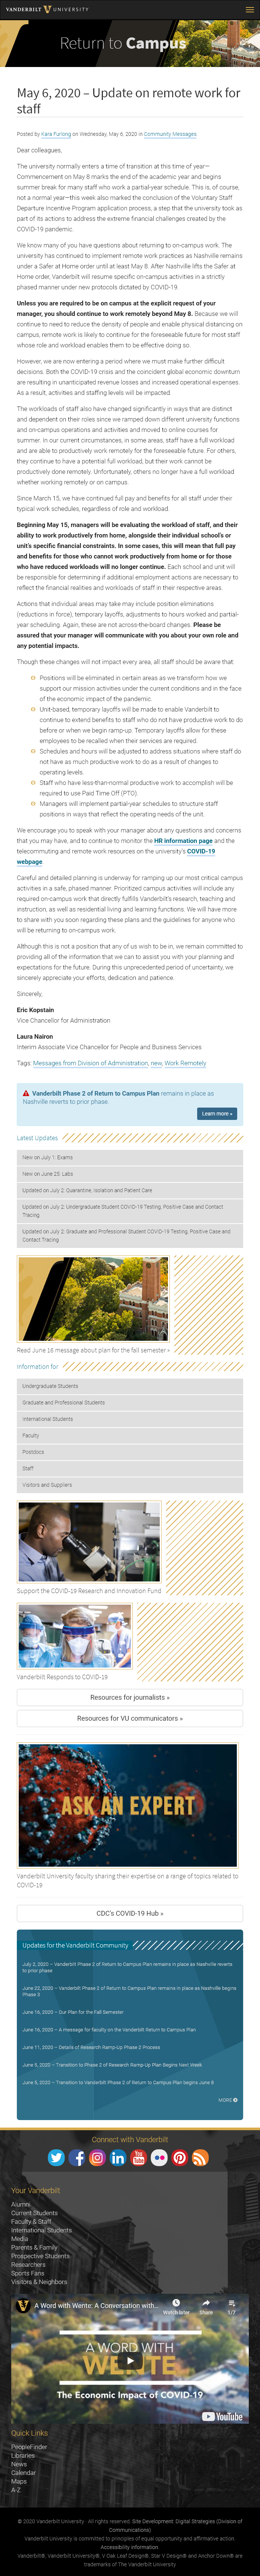 VANDERBILT V UNIVERSITY
Return to Campus
May 6, 2020 – Update on remote work for
staff
Posted by Kara Furlong on Wednesday, May 6, 2020 in Community Messages.
Dear colleagues,
The university normally enters a time of transition at this time of year—
Commencement on May 8 marks the end of the academic year and begins
summer break for many staff who work a partial-year schedule. This is, of course,
not a normal year—this week also marked the conclusion of the Voluntary Staff
Departure Incentive Program application process, a step that the university took as
part of its actions to address the extreme financial challenges created by the
COVID-19 pandemic.
We know many of you have questions about returning to on-campus work. The
university has continued to implement remote work practices as Nashville remains
under a Safer at Home order until at least May 8. After Nashville lifts the Safer at
Home order, Vanderbilt will resume specific on-campus activities in a strictly
phased manner under new protocols dictated by COVID-19.
Unless you are required to be on campus at the explicit request of your
manager, you should continue to work remotely beyond May 8. Because we will
continue to need to reduce the density of people and enable physical distancing on
campus, remote work is likely to continue for the foreseeable future for most staff
whose role and workload enables them to be effective doing so.
However, we are now entering a period where we must make further difficult
decisions. Both the COVID-19 crisis and the coincident global economic downturn
are resulting in unanticipated revenue losses and increased operational expenses.
As a result, activities and staffing levels will be impacted.
The workloads of staff also have changed significantly in ways that are different
than the typical workload shifts due to summer break or different university functions
and on-campus operations and activities are limited to online courses for
summer. In our current circumstances, in some areas, staff have a full workload
and are able to productively work remotely for the foreseeable future. For others,
they continue to have a potential full workload, but their work cannot be
productively done remotely. Unfortunately, others no longer have a full workload,
whether working remotely or on campus.
Since March 15, we have continued full pay and benefits for all staff under their
typical work schedules, regardless of role and workload.
Beginning May 15, managers will be evaluating the workload of staff, and their
ability to work productively from home, alongside their individual school's or
unit's specific financial constraints. In some cases, this will mean that full pay
and benefits for those who cannot work productively from home or for those
who have reduced workloads will no longer continue. Each school and unit will
be responsible for determining if additional employment actions are necessary to
reflect the financial realities and workloads of staff in their respective areas.
Actions that individual areas may take may include position eliminations
(reductions in force), temporary layoffs, adjustments to hours worked and partial-
year scheduling. Again, these are not across-the-board changes. Please be
assured that your manager will communicate with you about your own role and
any potential impacts.
Though these changes will not impact every area, all staff should be aware that:
Positions will be eliminated in certain areas as we transform how we
support our mission activities under the current conditions and in the face
of the economic impact of the pandemic.
Unit-based, temporary layoffs will be made to enable Vanderbilt to
continue to extend benefits to staff who do not have productive work to do
before or when we begin ramp-up. Temporary layoffs also allow for
employees to be recalled when their services are required.
Schedules and hours will be adjusted to address situations where staff do
not have as much productive work to do as a result of changes to
operating levels.
Staff who have less-than-normal productive work to accomplish will be
required to use Paid Time Off (PTO).
Managers will implement partial-year schedules to structure staff
positions in ways that reflect the operational needs of the unit.
We encourage you to speak with you manager about any questions and concerns
that you may have, and to continue to monitor the HR information page and the
telecommuting and remote work resources on the university's COVID-19
webpage.
Careful and detailed planning is underway for ramping up our most critical campus
activities in a safe, phased manner. Prioritized on-campus activities will include any
work that cannot be productively done remotely that directly fulfills Vanderbilt's teaching and research mission,
as well as our residential living and learning functions. We look forward
to share with you soon regarding these plans and the guidelines for anyone who
will be returning to on-campus work.
Although this is not a position that any of us wish to be in, we remain committed to
providing all of the information that we can to assist you in planning and
expectations for the future. During this unprecedented period of uncertainty, we
sincerely appreciate your efforts, dedication and patience.
Sincerely,
Eric Kopstain
Vice Chancellor for Administration
Laura Nairon
Interim Associate Vice Chancellor for People and Business Services
Tags: Messages from Division of Administration, new, Work Remotely
Vanderbilt Phase 2 of Return to Campus Plan remains in place as
Nashville reverts to prior phase.
Learn more »
Latest Updates
New on July 1: Exams
New on June 25: Labs
Updated on July 2: Quarantine, Isolation and Patient Care
Updated on July 2: Undergraduate Student COVID-19 Testing, Positive Case and Contact
Tracing
Updated on July 2: Graduate and Professional Student COVID-19 Testing, Positive Case and
Contact Tracing
Read June 16 message about plan for the fall semester »
Information for:
Undergraduate Students
Graduate and Professional Students
International Students
Faculty
Postdocs
Staff
Visitors and Suppliers
Support the COVID-19 Research and Innovation Fund
Vanderbilt Responds to COVID-19
Resources for journalists »
Resources for VU communicators »
ASK AN EXPERT
Vanderbilt University faculty sharing their expertise on a range of topics related to
COVID-19
CDC's COVID-19 Hub »
Updates for the Vanderbilt Community
July 2, 2020 – Vanderbilt Phase 2 of Return to Campus Plan remains in place as Nashville reverts
to prior phase
June 22, 2020 – Vanderbilt Phase 2 of Return to Campus Plan remains in place as Nashville begins
Phase 3
June 16, 2020 – Our Plan for the Fall Semester
June 16, 2020 – A message for faculty on the Vanderbilt Return to Campus Plan
June 11, 2020 – Details of Research Ramp-Up Phase 2 Process
June 9, 2020 – Transition to Phase 2 of Research Ramp-Up Plan Begins Next Week
June 5, 2020 – Transition to Vanderbilt Phase 2 of Return to Campus Plan begins June 8
MORE
Connect with Vanderbilt
Your Vanderbilt
Alumni
Current Students
Faculty & Staff
International Students
Media
Parents & Family
Prospective Students
Researchers
Sports Fans
Visitors & Neighbors
A Word with Wente: A Conversation with...
Watch later
Share
1/7
A WORD WITH
WENTE
The Economic Impact of COVID-19
YouTube
Quick Links
PeopleFinder
Libraries
News
Calendar
Maps
A-Z
© 2020 Vanderbilt University · All rights reserved. Site Development: Digital Strategies (Division of
Communications)
Vanderbilt University is committed to principles of equal opportunity and affirmative action.
Accessibility information
Vanderbilt®, Vanderbilt University®, V Oak Leaf Design®, Star V Design® and Anchor Down® are
trademarks of The Vanderbilt University